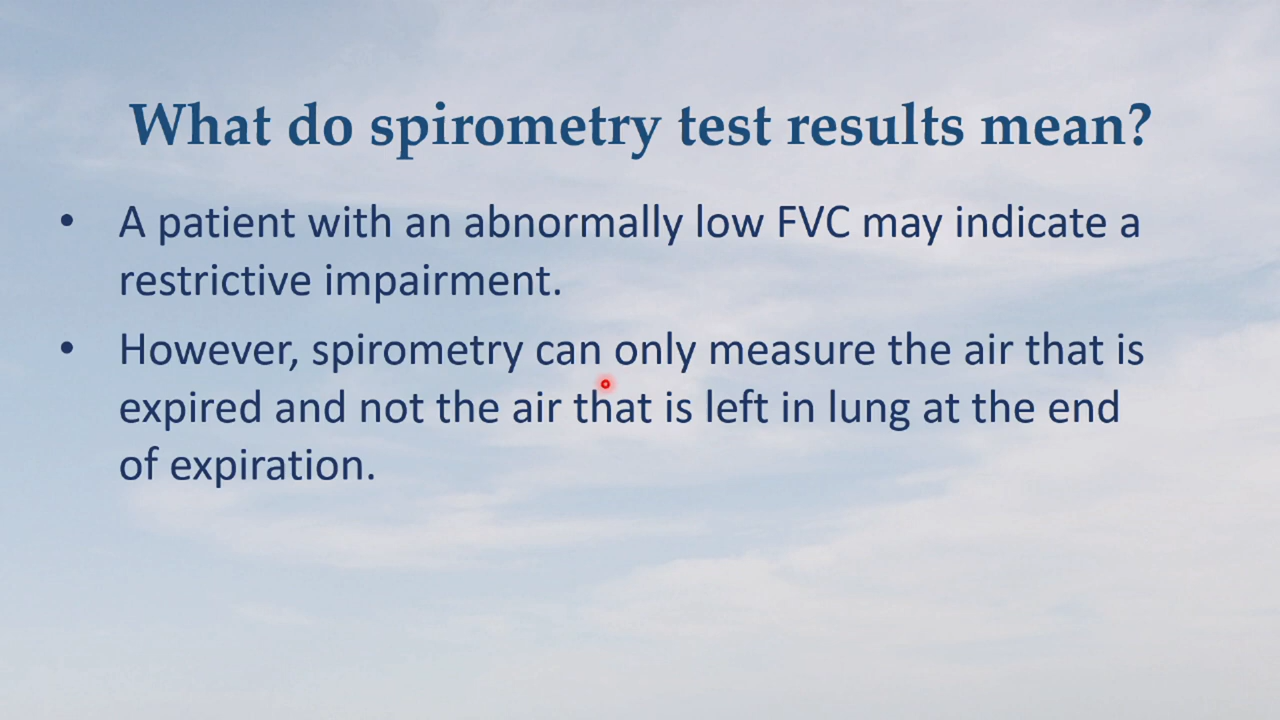 What do spirometry test results mean?
• A patient with an abnormally low FVC may indicate a
restrictive impairment.
• However, spirometry can only measure the air that is
expired and not the air that is left in lung at the end
of expiration.